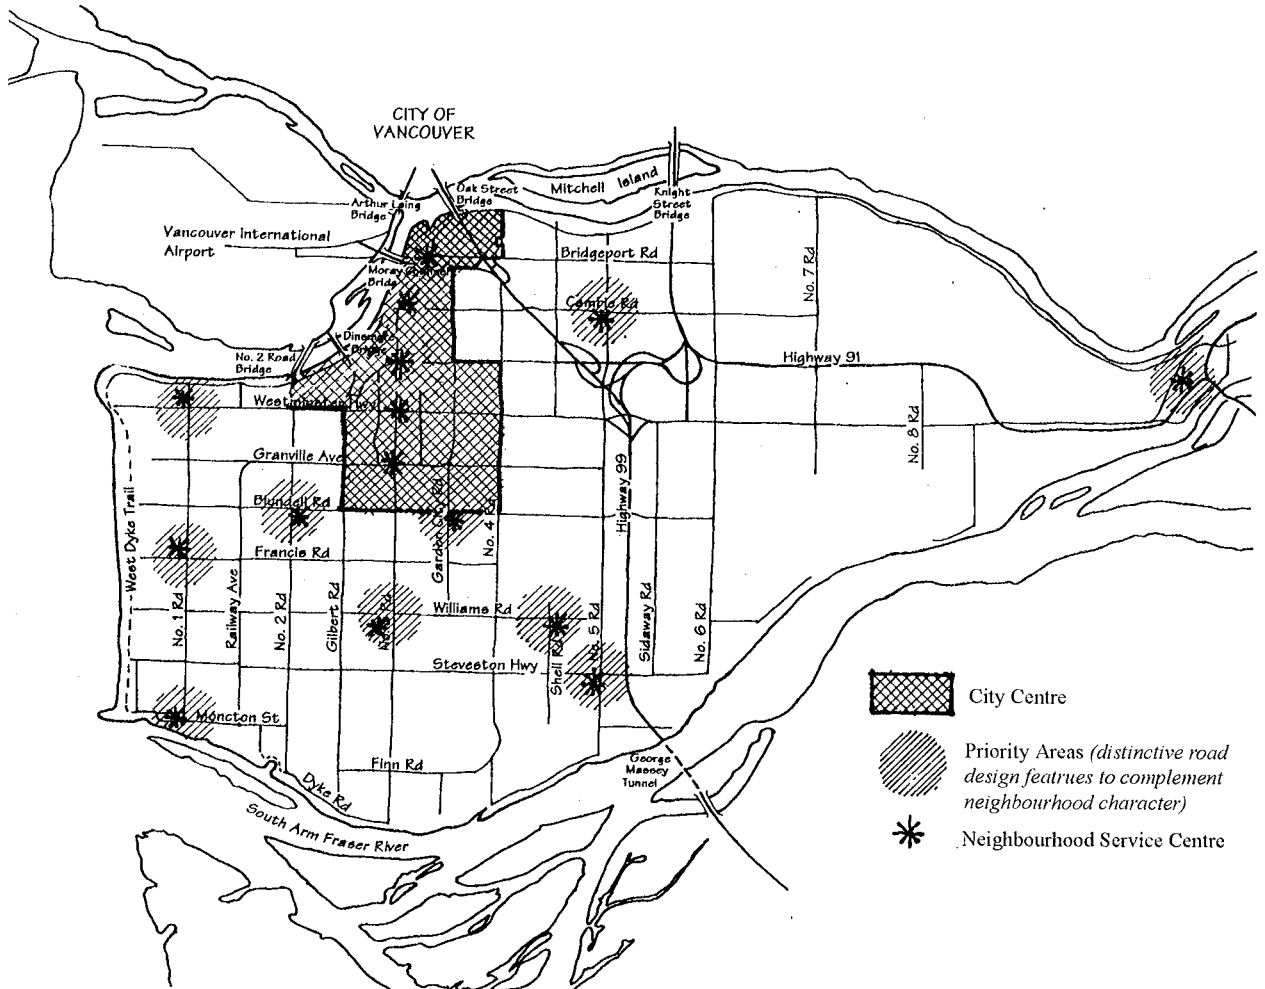 CITY OF
VANCOUVER
Oak Street
Bridge
Mitchell Island
Knight
Street
Bridge
Arthur Laing
Bridge
Vancouver International
Airport
Bridgeport Rd
No. 7 Rd
Moray Channel
Bridge
Cambie Rd
Dinsmore
Bridge
No. 2 Road
Bridge
Highway 91
Westminster Hwy
No. 8 Rd
Granville Ave
Highway 99
Blundell Rd
Garden City Rd
No. 4 Rd
West Dyke Trail
Francis Rd
No. 1 Rd
Railway Ave
No. 2 Rd
Gilbert Rd
No. 3 Rd
Williams Rd
Shell Rd
No. 5 Rd
Sidaway Rd
No. 6 Rd
Steveston Hwy
Moncton St
City Centre
Finn Rd
Dyke Rd
George
Massey
Tunnel
South Arm Fraser River
Priority Areas (distinctive road
design featrues to complement
neighbourhood character)
Neighbourhood Service Centre